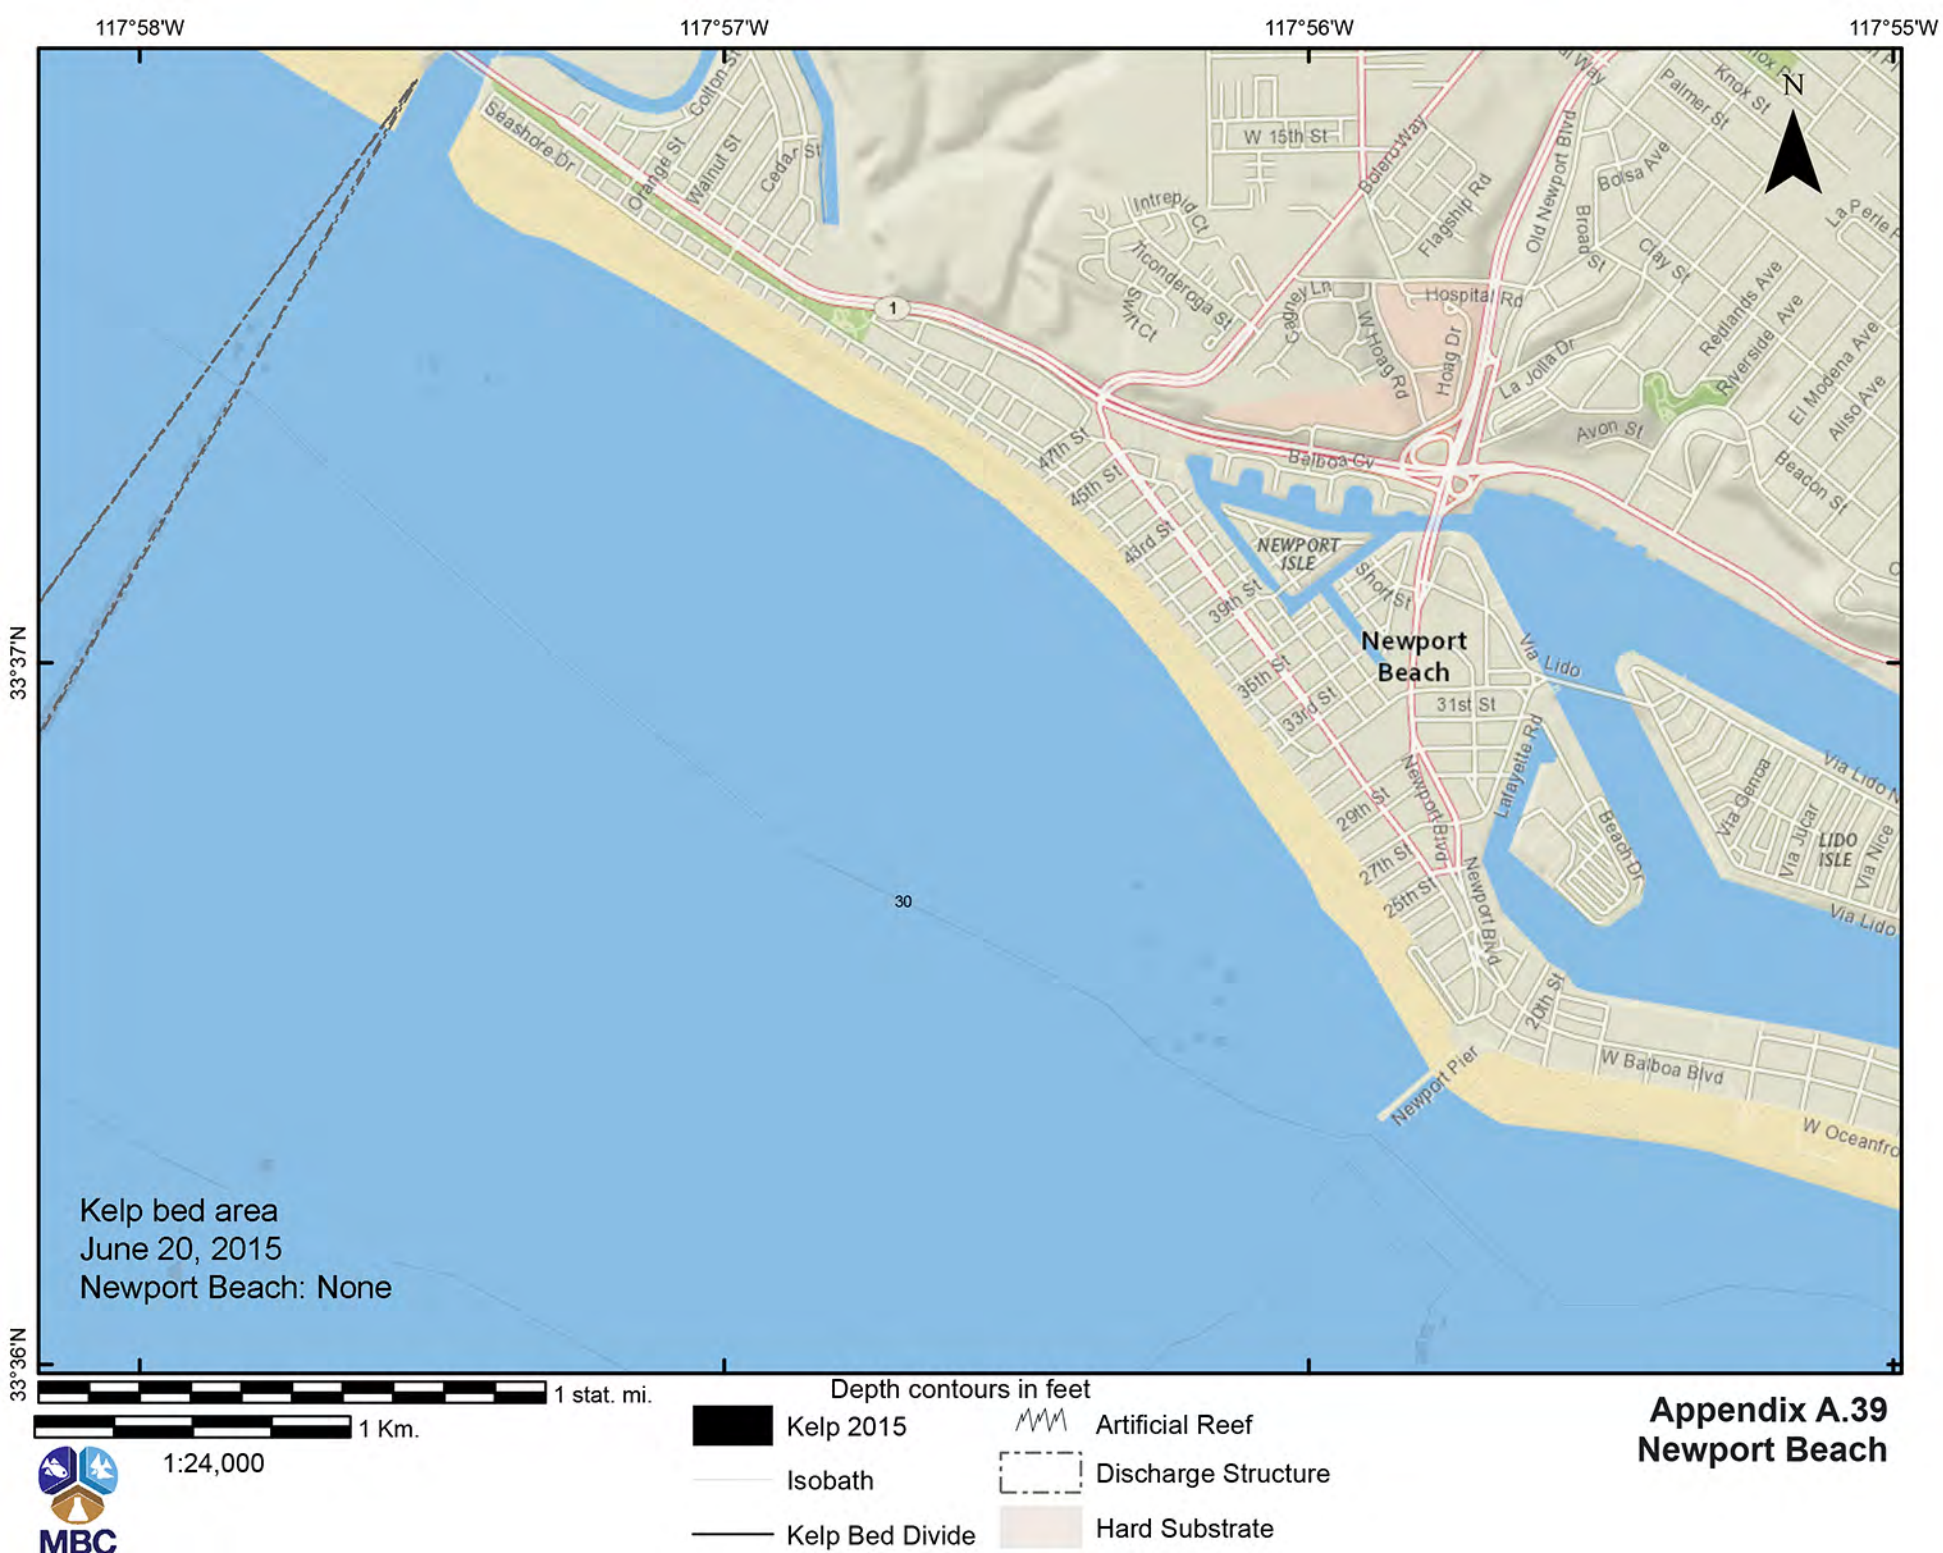 117°58'W
117°57'W
117°56'W
117°55'W
33°37'N
33°36'N
N
Seashore Dr
Orange St
Colton St
Walnut St
Cedar St
1
W 15th St
Bolero Way
Intrepid Ct
Ticonderoga St
Swift Ct
Flagship Rd
Old Newport Blvd
Bolsa Ave
Broad St
Palmer St
Knox St
La Perle
Clay St
Redlands Ave
Riverside Ave
El Modena Ave
Aliso Ave
Beacon St
Avon St
La Jolla Dr
Hospital Rd
Hoag Dr
W Hoag Rd
Cagney Ln
Balboa Cv
47th St
45th St
43rd St
39th St
35th St
33rd St
31st St
29th St
27th St
25th St
20th St
NEWPORT
ISLE
Short St
Newport
Beach
Via Lido
Lafayette Rd
Newport Blvd
Newport Blvd
Beach Dr
Via Genoa
Via Jucar
Via Nice
LIDO
ISLE
Via Lido N
Via Lido
W Balboa Blvd
W Oceanfro
Newport Pier
30
Kelp bed area
June 20, 2015
Newport Beach: None
1 stat. mi.
1 Km.
1:24,000
MBC
Depth contours in feet
Kelp 2015
Isobath
Kelp Bed Divide
Artificial Reef
Discharge Structure
Hard Substrate
Appendix A.39
Newport Beach